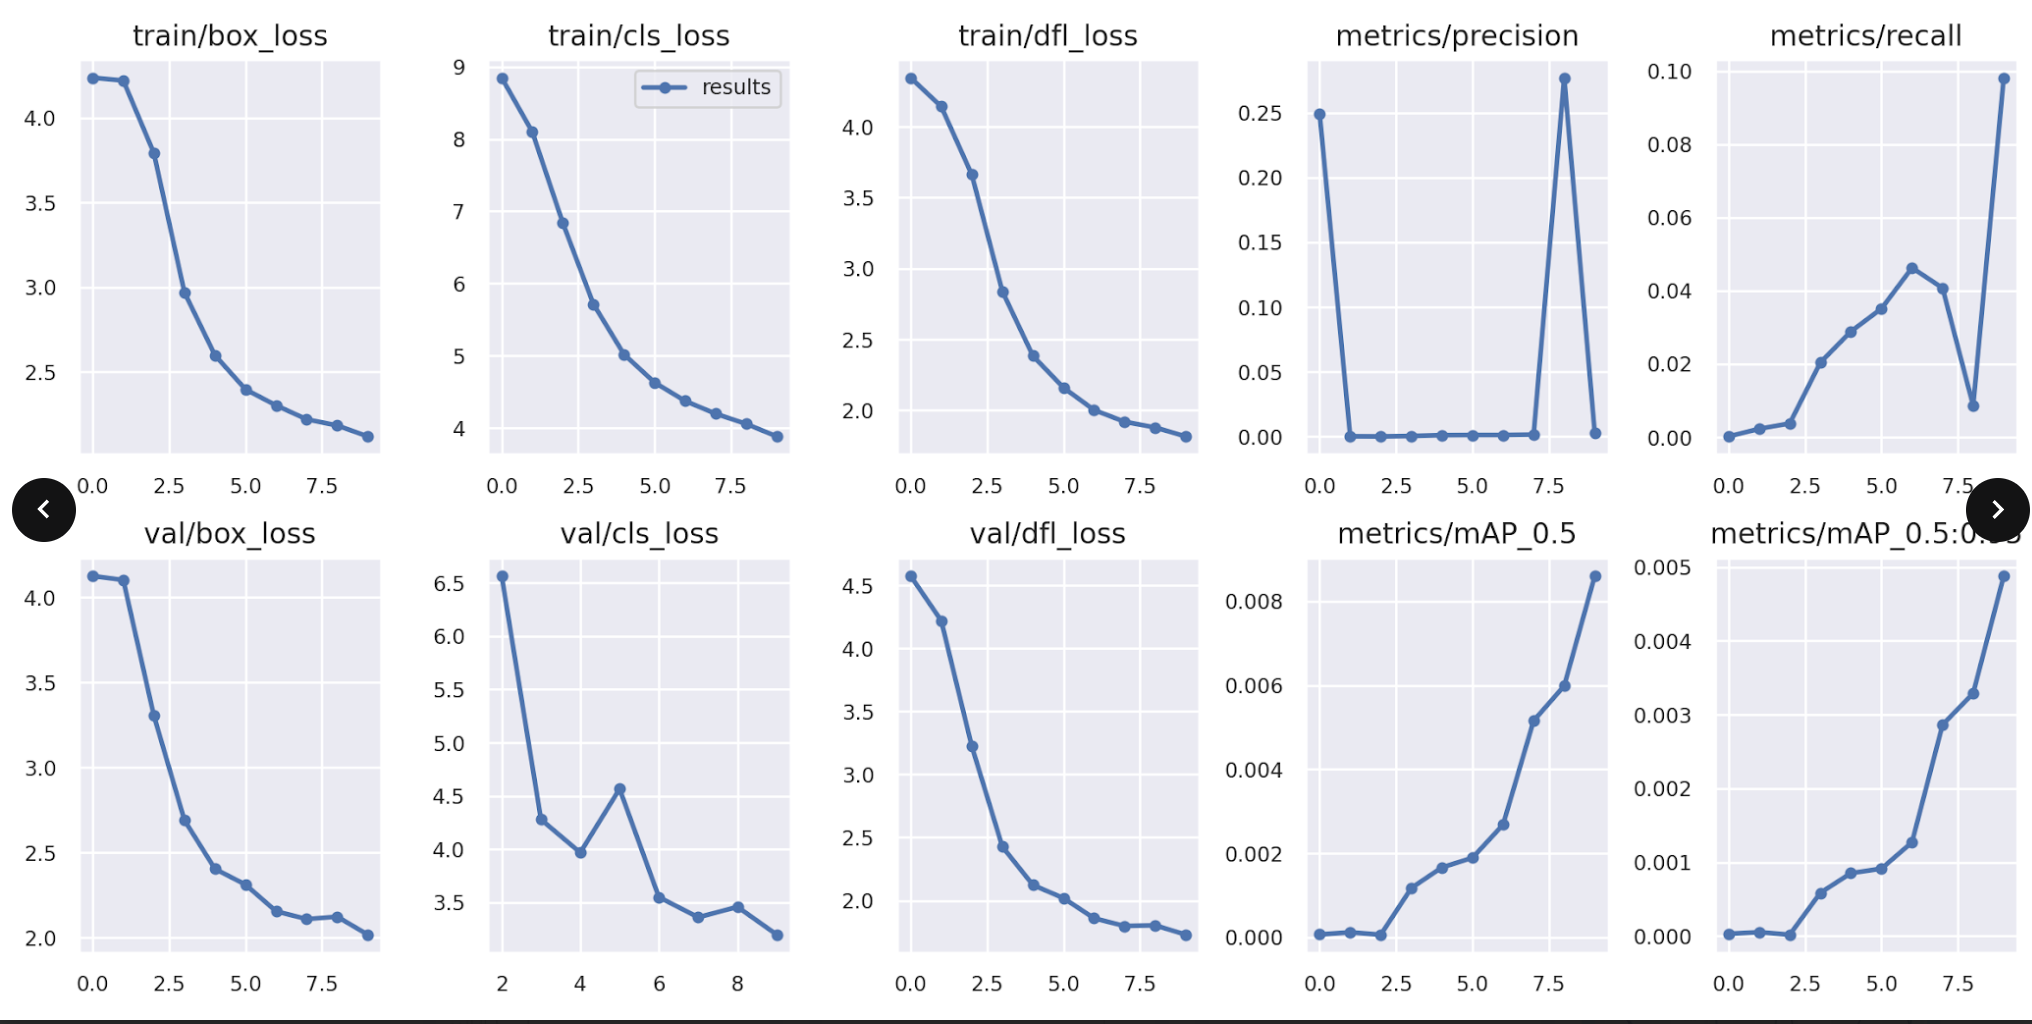 train/box_loss
4.0
3.5
3.0
2.5
0.0 2.5 5.0 7.5
train/cls_loss
results
9
8
7
6
5
4
0.0 2.5 5.0 7.5
train/dfl_loss
4.0
3.5
3.0
2.5
2.0
0.0 2.5 5.0 7.5
metrics/precision
0.25
0.20
0.15
0.10
0.05
0.00
0.0 2.5 5.0 7.5
metrics/recall
0.10
0.08
0.06
0.04
0.02
0.00
0.0 2.5 5.0 7.5
val/box_loss
4.0
3.5
3.0
2.5
2.0
0.0 2.5 5.0 7.5
val/cls_loss
6.5
6.0
5.5
5.0
4.5
4.0
3.5
2 4 6 8
val/dfl_loss
4.5
4.0
3.5
3.0
2.5
2.0
0.0 2.5 5.0 7.5
metrics/mAP_0.5
0.008
0.006
0.004
0.002
0.000
0.0 2.5 5.0 7.5
metrics/mAP_0.5:0.
0.005
0.004
0.003
0.002
0.001
0.000
0.0 2.5 5.0 7.5